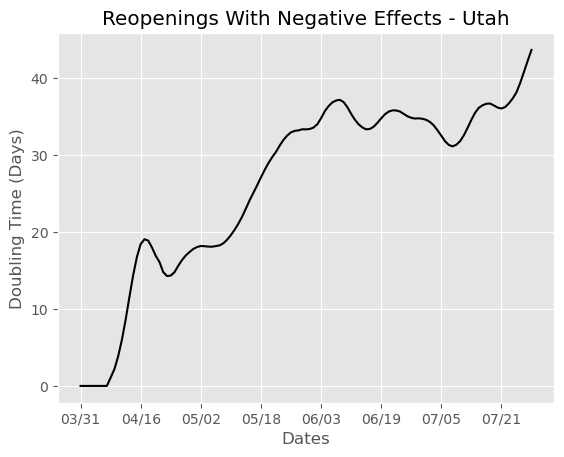 Reopenings With Negative Effects - Utah
Doubling Time (Days)
40
30
20
10
0
03/31 04/16 05/02 05/18 06/03 06/19 07/05 07/21
Dates